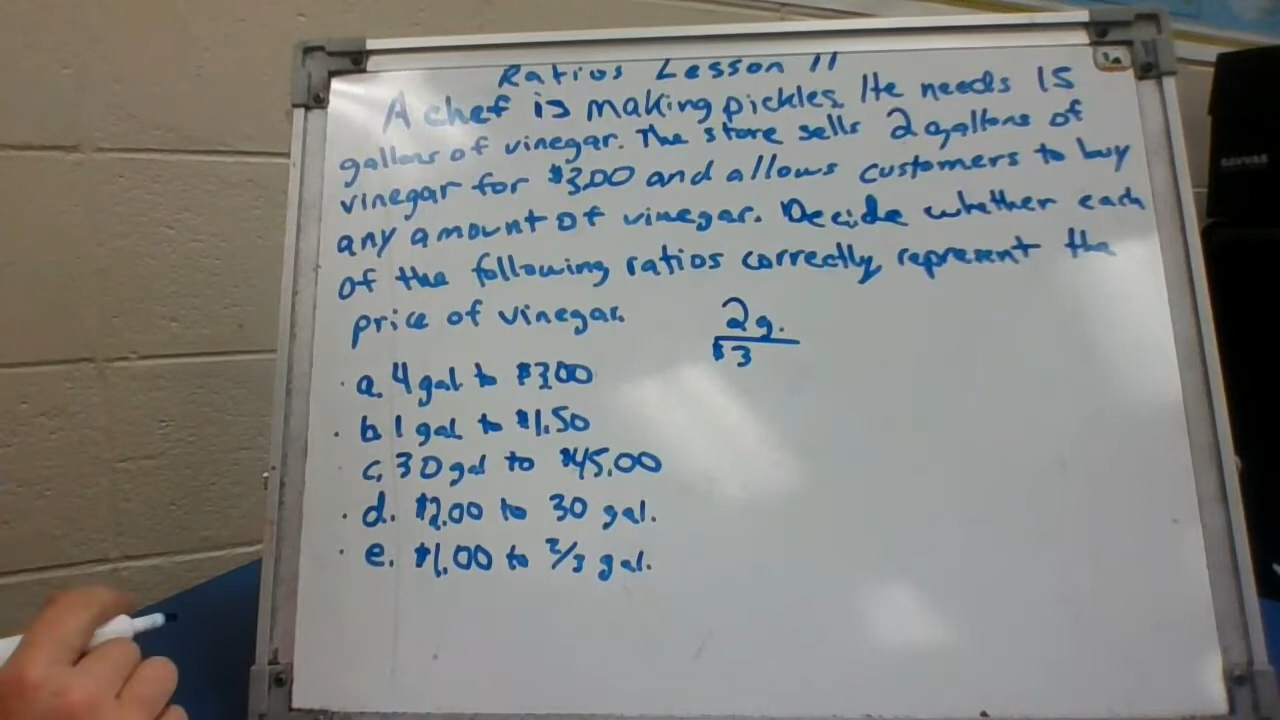 Ratios Lesson 11
A chef is making pickles. He needs 15
gallons of vinegar. The store sells 2 gallons of
vinegar for $3.00 and allows customers to buy
any amount of vinegar. Decide whether each
of the following ratios correctly represent the
price of vinegar.
2g.
$3
a. 4 gal to $3.00
b. 1 gal to $1.50
c. 30 gal to $45.00
d. $2.00 to 30 gal.
e. $1.00 to 2/3 gal.